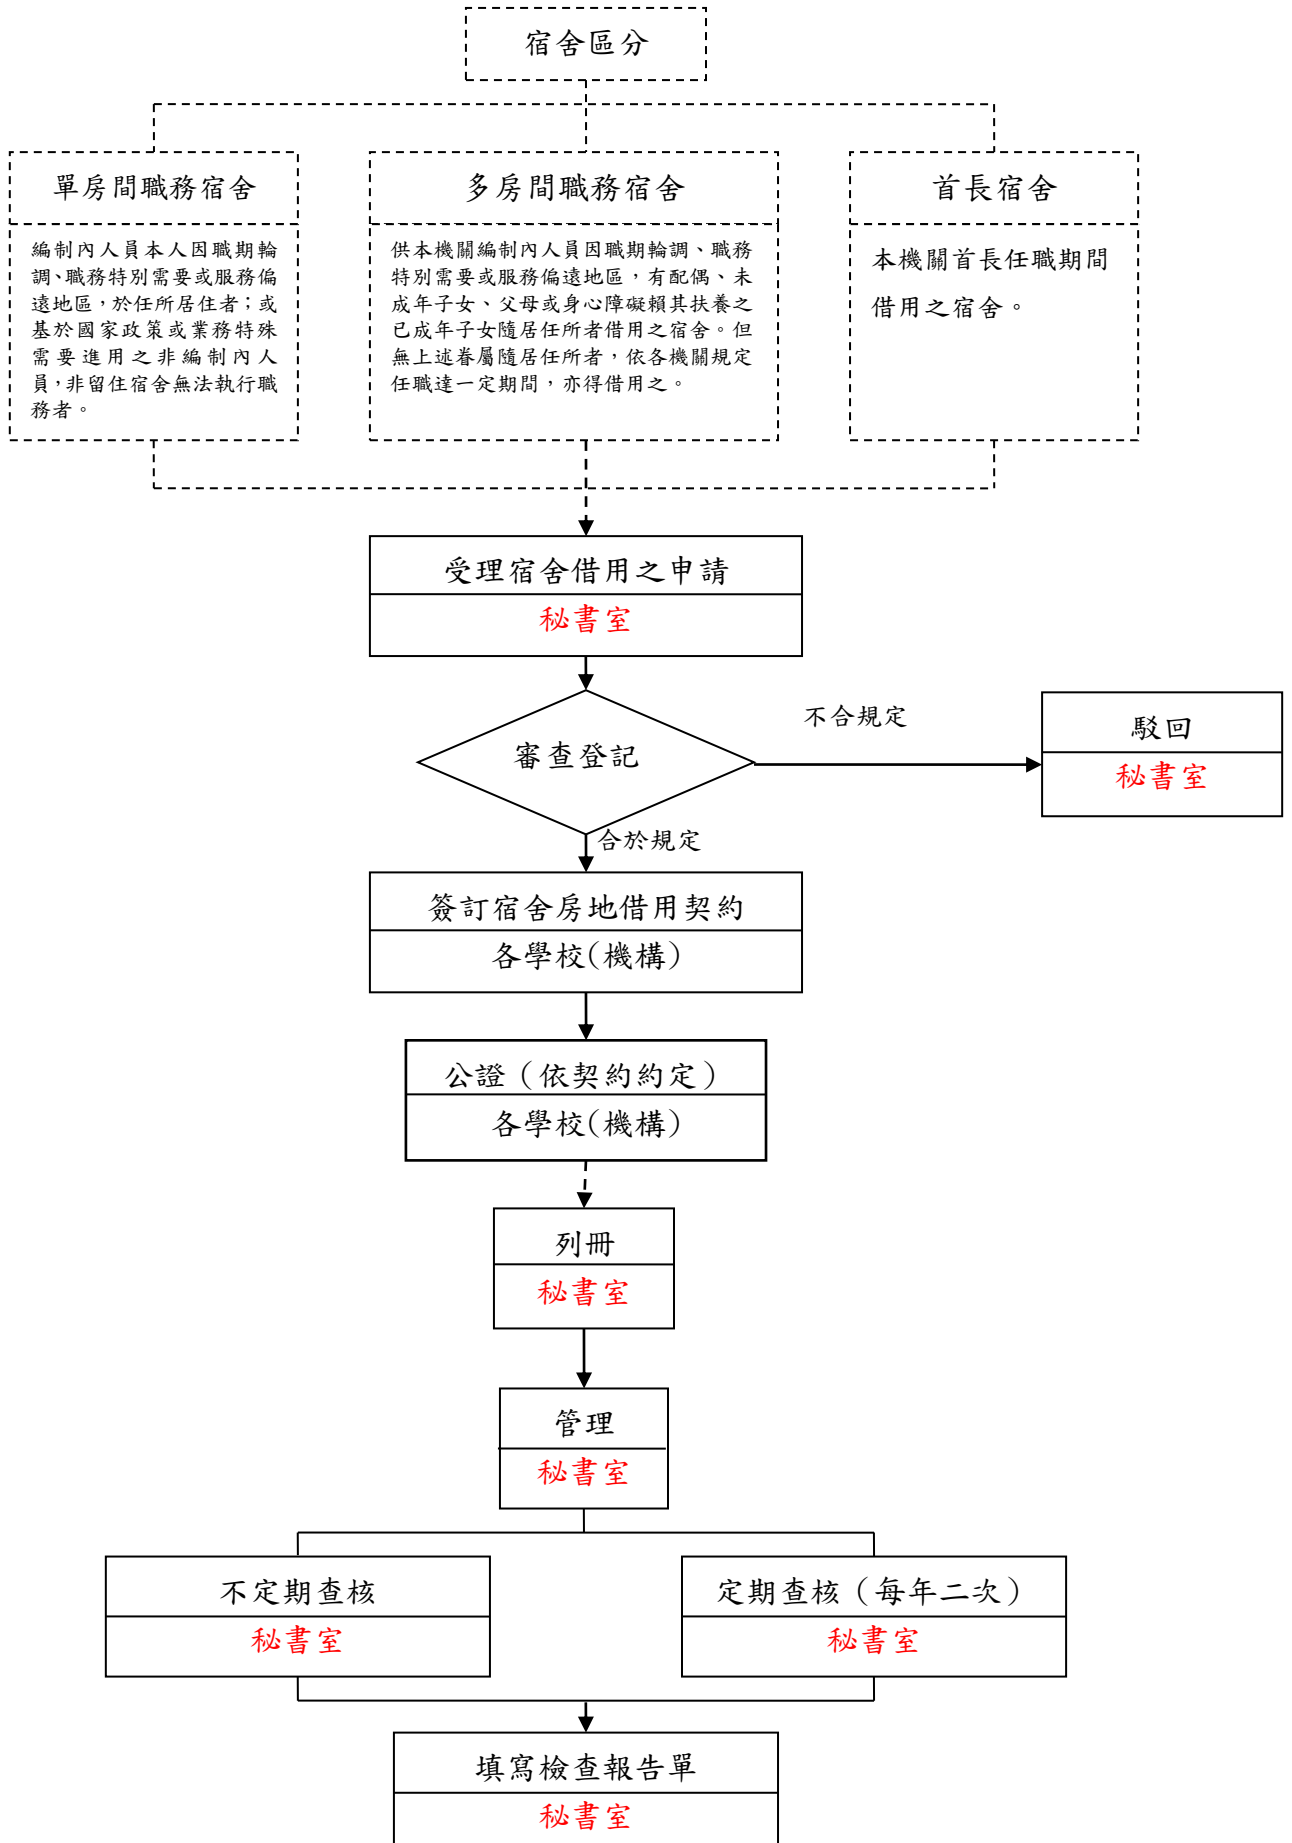 宿舍區分
單房間職務宿舍
編制內人員本人因職期輪
調、職務特別需要或服務偏
遠地區，於任所居住者；或
基於國家政策或業務特殊
需要進用之非編制內人
員，非留住宿舍無法執行職
務者。
多房間職務宿舍
供本機關編制內人員因職期輪調、職務
特別需要或服務偏遠地區，有配偶、未
成年子女、父母或身心障礙賴其扶養之
已成年子女隨居任所者借用之宿舍。但
無上述眷屬隨居任所者，依各機關規定
任職達一定期間，亦得借用之。
首長宿舍
本機關首長任職期間
借用之宿舍。
受理宿舍借用之申請
秘書室
審查登記
不合規定
駁回
秘書室
合於規定
簽訂宿舍房地借用契約
各學校(機構)
公證（依契約約定）
各學校(機構)
列冊
秘書室
管理
秘書室
不定期查核
秘書室
定期查核（每年二次）
秘書室
填寫檢查報告單
秘書室